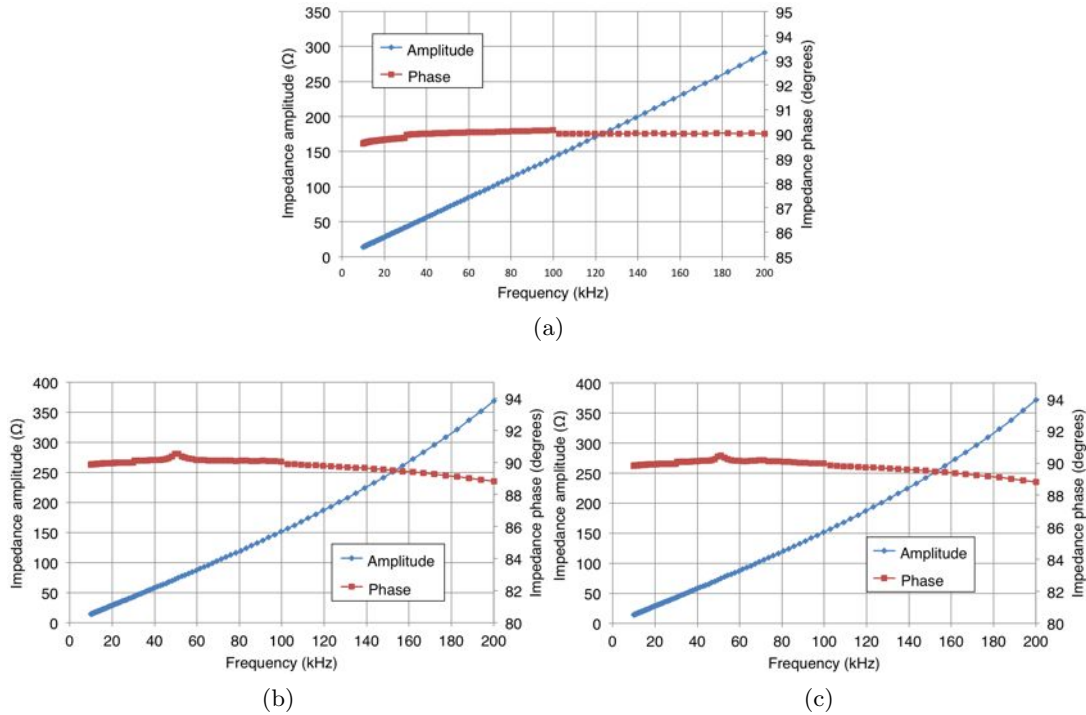 350
300
250
200
150
100
50
0
Impedance amplitude (Ω)
Amplitude
Phase
95
94
93
92
91
90
89
88
87
86
85
Impedance phase (degrees)
0 20 40 60 80 100 120 140 160 180 200
Frequency (kHz)
(a)
400
350
300
250
200
150
100
50
0
Impedance amplitude (Ω)
Amplitude
Phase
94
92
90
88
86
84
82
80
Impedance phase (degrees)
0 20 40 60 80 100 120 140 160 180 200
Frequency (kHz)
(b)
400
350
300
250
200
150
100
50
0
Impedance amplitude (Ω)
Amplitude
Phase
94
92
90
88
86
84
82
80
Impedance phase (degrees)
0 20 40 60 80 100 120 140 160 180 200
Frequency (kHz)
(c)